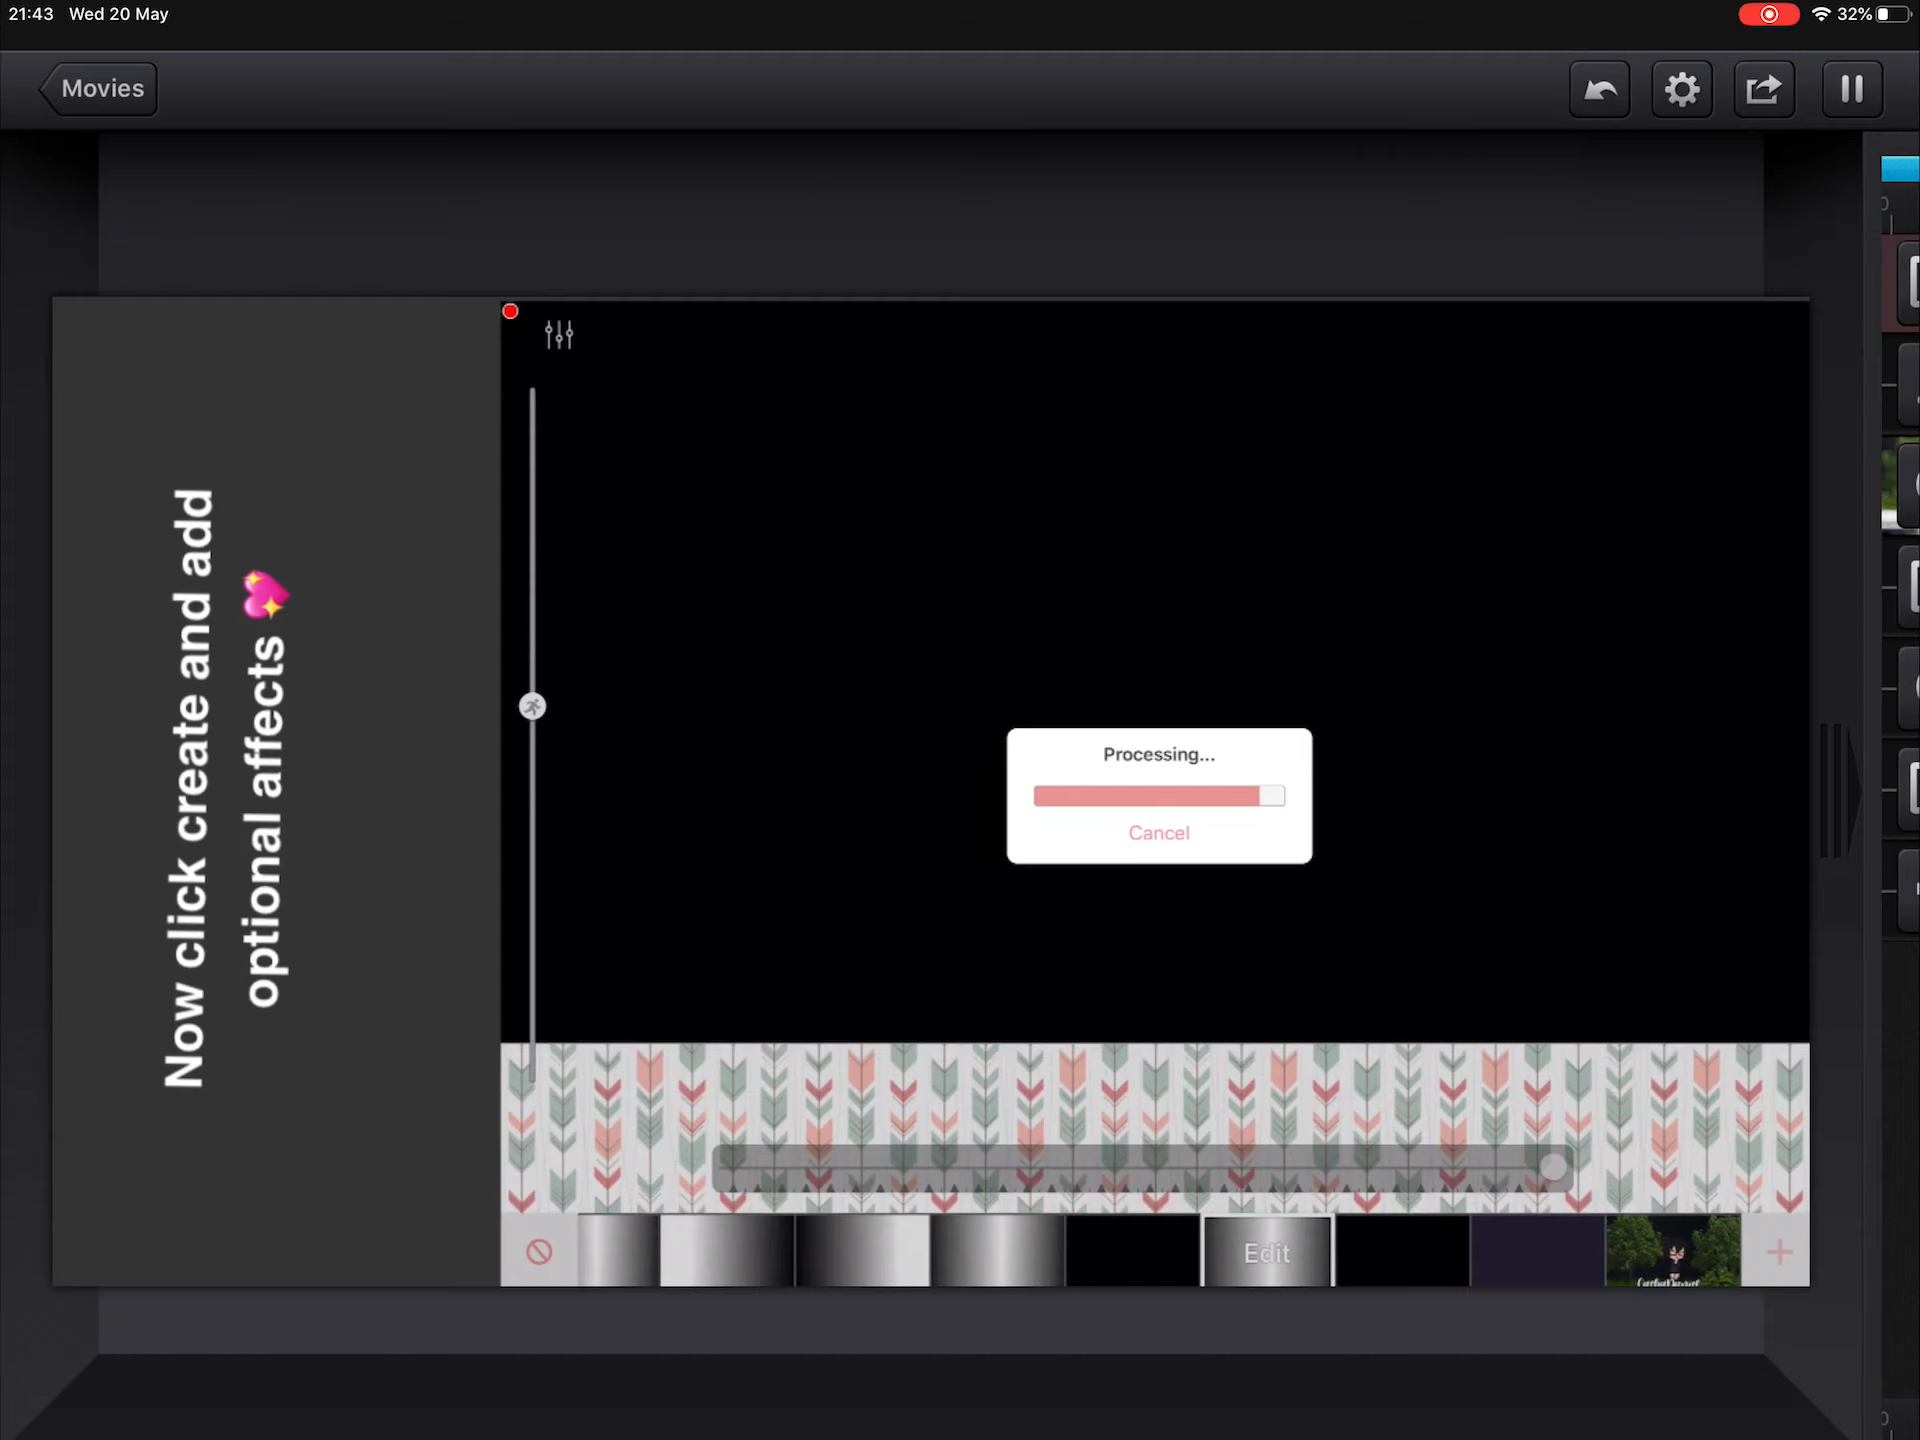 21:43 Wed 20 May
32%
Movies
Now click create and add
optional affects 💖
Processing...
Cancel
Edit